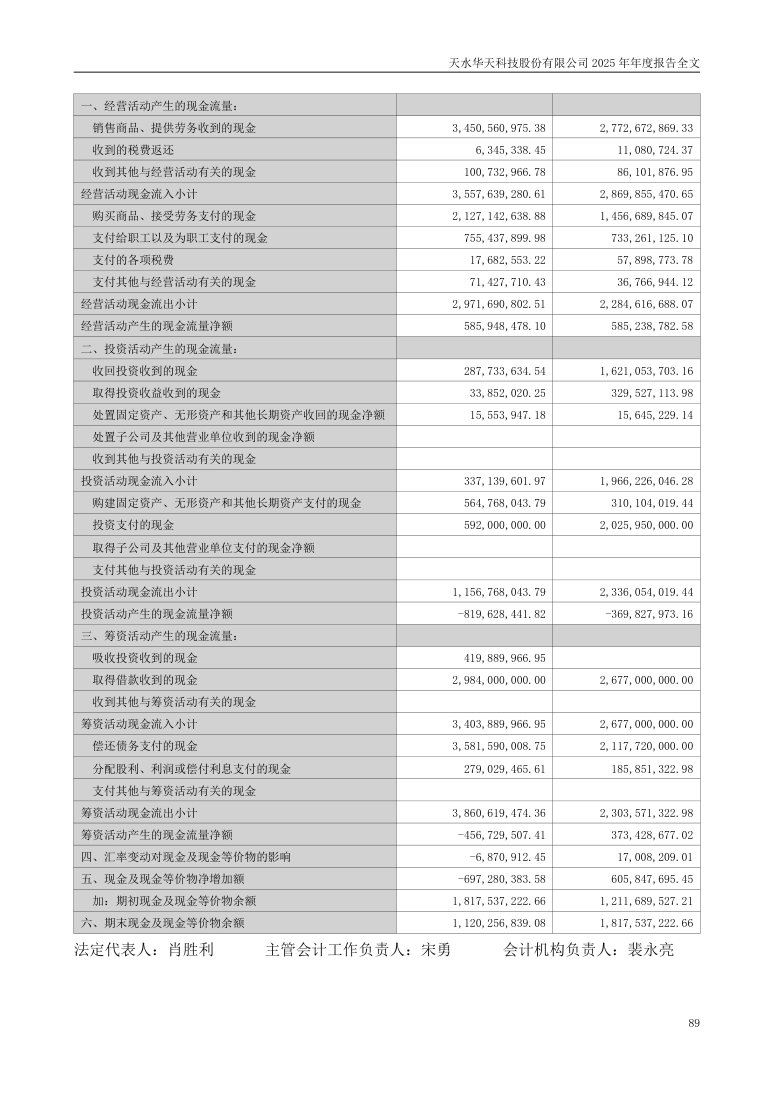 天水华天科技股份有限公司 2025 年年度报告全文
一、经营活动产生的现金流量：
销售商品、提供劳务收到的现金 3,450,560,975.38 2,772,672,869.33
收到的税费返还 6,345,338.45 11,080,724.37
收到其他与经营活动有关的现金 100,732,966.78 86,101,876.95
经营活动现金流入小计 3,557,639,280.61 2,869,855,470.65
购买商品、接受劳务支付的现金 2,127,142,638.88 1,456,689,845.07
支付给职工以及为职工支付的现金 755,437,899.98 733,261,125.10
支付的各项税费 17,682,553.22 57,898,773.78
支付其他与经营活动有关的现金 71,427,710.43 36,766,944.12
经营活动现金流出小计 2,971,690,802.51 2,284,616,688.07
经营活动产生的现金流量净额 585,948,478.10 585,238,782.58
二、投资活动产生的现金流量：
收回投资收到的现金 287,733,634.54 1,621,053,703.16
取得投资收益收到的现金 33,852,020.25 329,527,113.98
处置固定资产、无形资产和其他长期资产收回的现金净额 15,553,947.18 15,645,229.14
处置子公司及其他营业单位收到的现金净额
收到其他与投资活动有关的现金
投资活动现金流入小计 337,139,601.97 1,966,226,046.28
购建固定资产、无形资产和其他长期资产支付的现金 564,768,043.79 310,104,019.44
投资支付的现金 592,000,000.00 2,025,950,000.00
取得子公司及其他营业单位支付的现金净额
支付其他与投资活动有关的现金
投资活动现金流出小计 1,156,768,043.79 2,336,054,019.44
投资活动产生的现金流量净额 -819,628,441.82 -369,827,973.16
三、筹资活动产生的现金流量：
吸收投资收到的现金 419,889,966.95
取得借款收到的现金 2,984,000,000.00 2,677,000,000.00
收到其他与筹资活动有关的现金
筹资活动现金流入小计 3,403,889,966.95 2,677,000,000.00
偿还债务支付的现金 3,581,590,008.75 2,117,720,000.00
分配股利、利润或偿付利息支付的现金 279,029,465.61 185,851,322.98
支付其他与筹资活动有关的现金
筹资活动现金流出小计 3,860,619,474.36 2,303,571,322.98
筹资活动产生的现金流量净额 -456,729,507.41 373,428,677.02
四、汇率变动对现金及现金等价物的影响 -6,870,912.45 17,008,209.01
五、现金及现金等价物净增加额 -697,280,383.58 605,847,695.45
加：期初现金及现金等价物余额 1,817,537,222.66 1,211,689,527.21
六、期末现金及现金等价物余额 1,120,256,839.08 1,817,537,222.66
法定代表人：肖胜利 主管会计工作负责人：宋勇 会计机构负责人：裴永亮
89